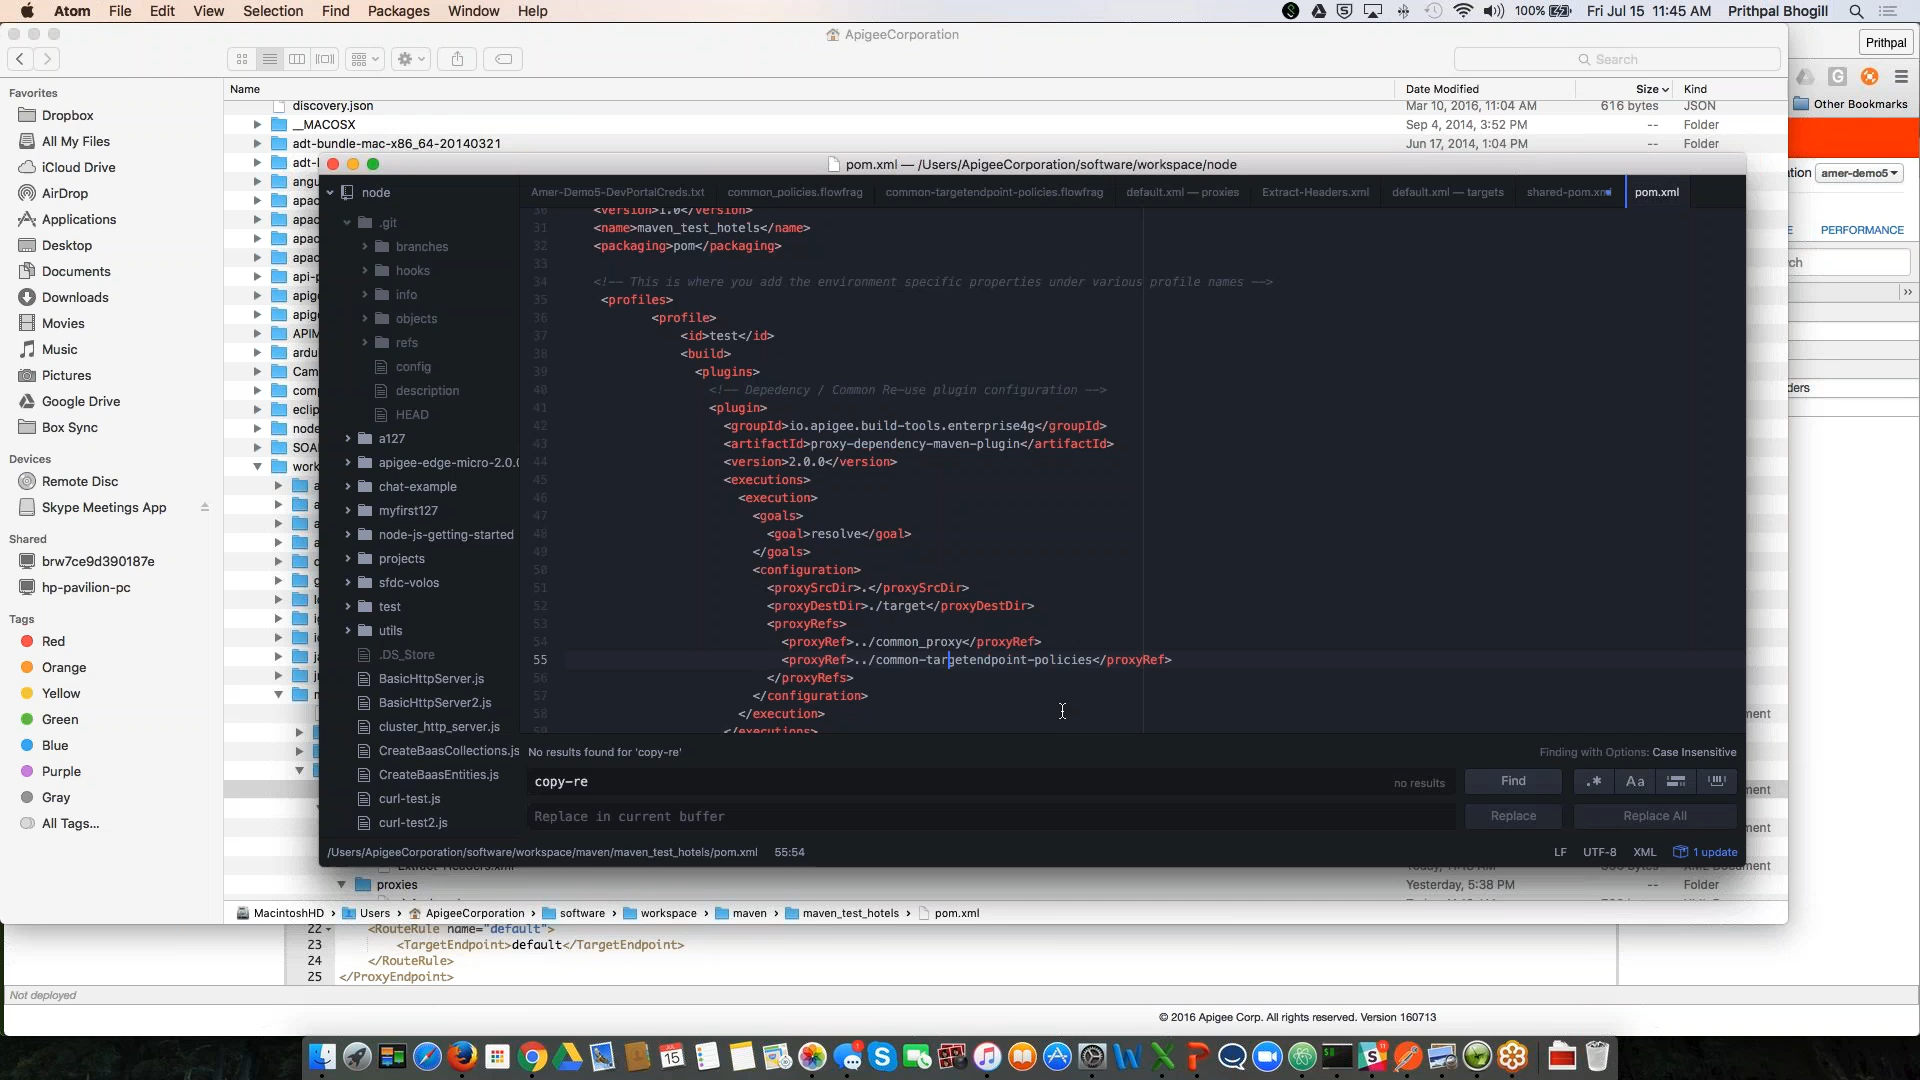 Atom File Edit View Selection Find Packages Window Help
100% Fri Jul 15 11:45 AM Prithpal Bhogill
ApigeeCorporation
Prithpal
Search
Other Bookmarks
Favorites
Dropbox
All My Files
iCloud Drive
AirDrop
Applications
Desktop
Documents
Downloads
Movies
Music
Pictures
Google Drive
Box Sync
Devices
Remote Disc
Skype Meetings App
Shared
brw7ce9d390187e
hp-pavilion-pc
Tags
Red
Orange
Yellow
Green
Blue
Purple
Gray
All Tags...
Name Date Modified Size Kind
discovery.json Mar 10, 2016, 11:04 AM 616 bytes JSON
__MACOSX Sep 4, 2014, 3:52 PM -- Folder
adt-bundle-mac-x86_64-20140321 Jun 17, 2014, 1:04 PM -- Folder
amer-demo5
PERFORMANCE
pom.xml — /Users/ApigeeCorporation/software/workspace/node
node
.git
branches
hooks
info
objects
refs
config
description
HEAD
a127
apigee-edge-micro-2.0.
chat-example
myfirst127
node-js-getting-started
projects
sfdc-volos
test
utils
.DS_Store
BasicHttpServer.js
BasicHttpServer2.js
cluster_http_server.js
CreateBaasCollections.js
CreateBaasEntities.js
curl-test.js
curl-test2.js
Amer-Demo5-DevPortalCreds.txt common_policies.flowfrag common-targetendpoint-policies.flowfrag default.xml — proxies Extract-Headers.xml default.xml — targets shared-pom.xml pom.xml
30 <version>1.0</version>
31 <name>maven_test_hotels</name>
32 <packaging>pom</packaging>
33
34 <!-- This is where you add the environment specific properties under various profile names -->
35 <profiles>
36 <profile>
37 <id>test</id>
38 <build>
39 <plugins>
40 <!-- Depedency / Common Re-use plugin configuration -->
41 <plugin>
42 <groupId>io.apigee.build-tools.enterprise4g</groupId>
43 <artifactId>proxy-dependency-maven-plugin</artifactId>
44 <version>2.0.0</version>
45 <executions>
46 <execution>
47 <goals>
48 <goal>resolve</goal>
49 </goals>
50 <configuration>
51 <proxySrcDir>.</proxySrcDir>
52 <proxyDestDir>./target</proxyDestDir>
53 <proxyRefs>
54 <proxyRef>../common_proxy</proxyRef>
55 <proxyRef>../common-targetendpoint-policies</proxyRef>
56 </proxyRefs>
57 </configuration>
58 </execution>
59 </executions>
No results found for 'copy-re' Finding with Options: Case Insensitive
copy-re no results Find .* Aa
Replace in current buffer Replace Replace All
/Users/ApigeeCorporation/software/workspace/maven/maven_test_hotels/pom.xml 55:54 LF UTF-8 XML 1 update
proxies Yesterday, 5:38 PM -- Folder
MacintoshHD › Users › ApigeeCorporation › software › workspace › maven › maven_test_hotels › pom.xml
22 <RouteRule name="default">
23 <TargetEndpoint>default</TargetEndpoint>
24 </RouteRule>
25 </ProxyEndpoint>
Not deployed
© 2016 Apigee Corp. All rights reserved. Version 160713